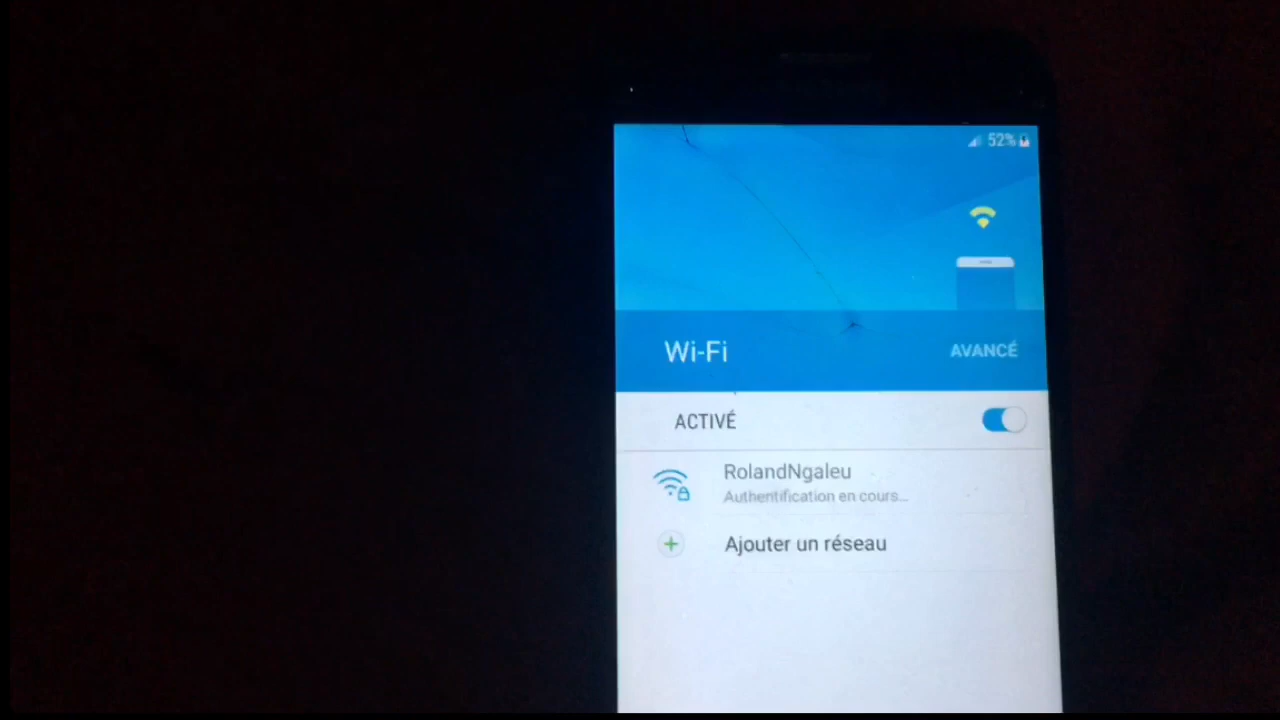 52%
Wi-Fi
AVANCÉ
ACTIVÉ
RolandNgaleu
Authentification en cours...
Ajouter un réseau